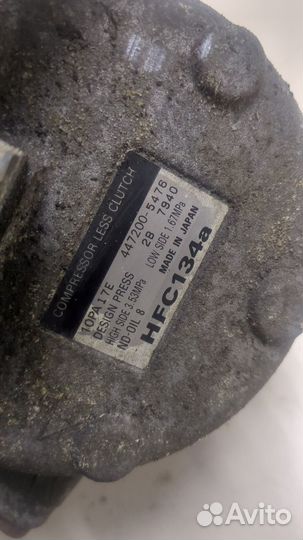 COMPRESSOR LESS CLUTCH
447200-5476
10PA17E 2B 7940
DESIGN PRESS
HIGH SIDE 3.53MPa LOW SIDE 1.67MPa
ND-OIL 8 MADE IN JAPAN
HFC134a
Avito